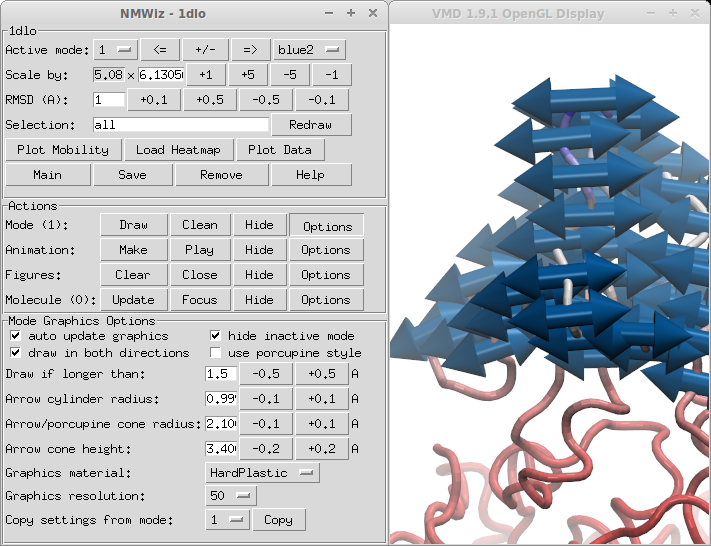 NMWiz - 1dlo
1dlo
Active mode: 1 <= +/- => blue2
Scale by: 5.08 × 6.1305 +1 +5 -5 -1
RMSD (A): 1 +0.1 +0.5 -0.5 -0.1
Selection: all Redraw
Plot Mobility Load Heatmap Plot Data
Main Save Remove Help
Actions
Mode (1): Draw Clean Hide Options
Animation: Make Play Hide Options
Figures: Clear Close Hide Options
Molecule (0): Update Focus Hide Options
Mode Graphics Options
auto update graphics hide inactive mode
draw in both directions use porcupine style
Draw if longer than: 1.5 -0.5 +0.5 A
Arrow cylinder radius: 0.99 -0.1 +0.1 A
Arrow/porcupine cone radius: 2.10 -0.1 +0.1 A
Arrow cone height: 3.40 -0.2 +0.2 A
Graphics material: HardPlastic
Graphics resolution: 50
Copy settings from mode: 1 Copy
VMD 1.9.1 OpenGL Display